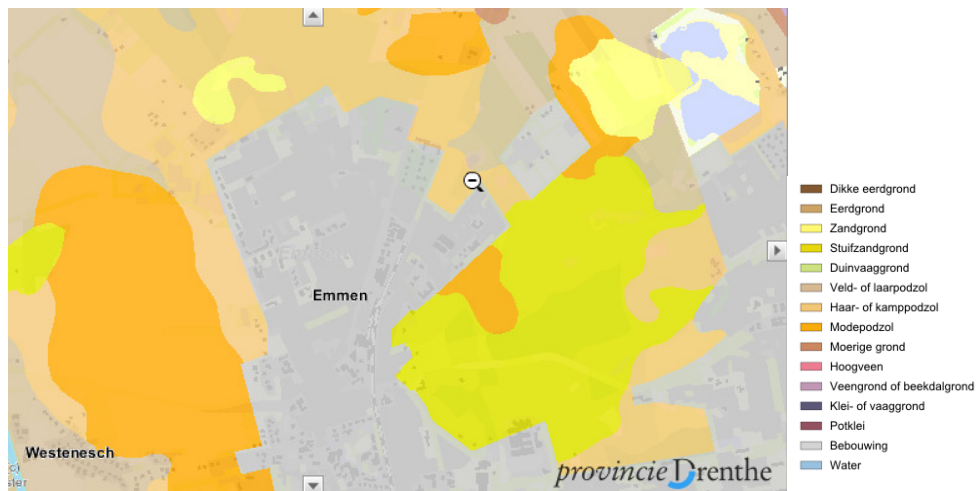 Emmen
Westenesch
provincie Drenthe
Dikke eerdgrond
Eerdgrond
Zandgrond
Stuifzandgrond
Duinvaaggrond
Veld- of laarpodzol
Haar- of kamppodzol
Modepodzol
Moerige grond
Hoogveen
Veengrond of beekdalgrond
Klei- of vaaggrond
Potklei
Bebouwing
Water